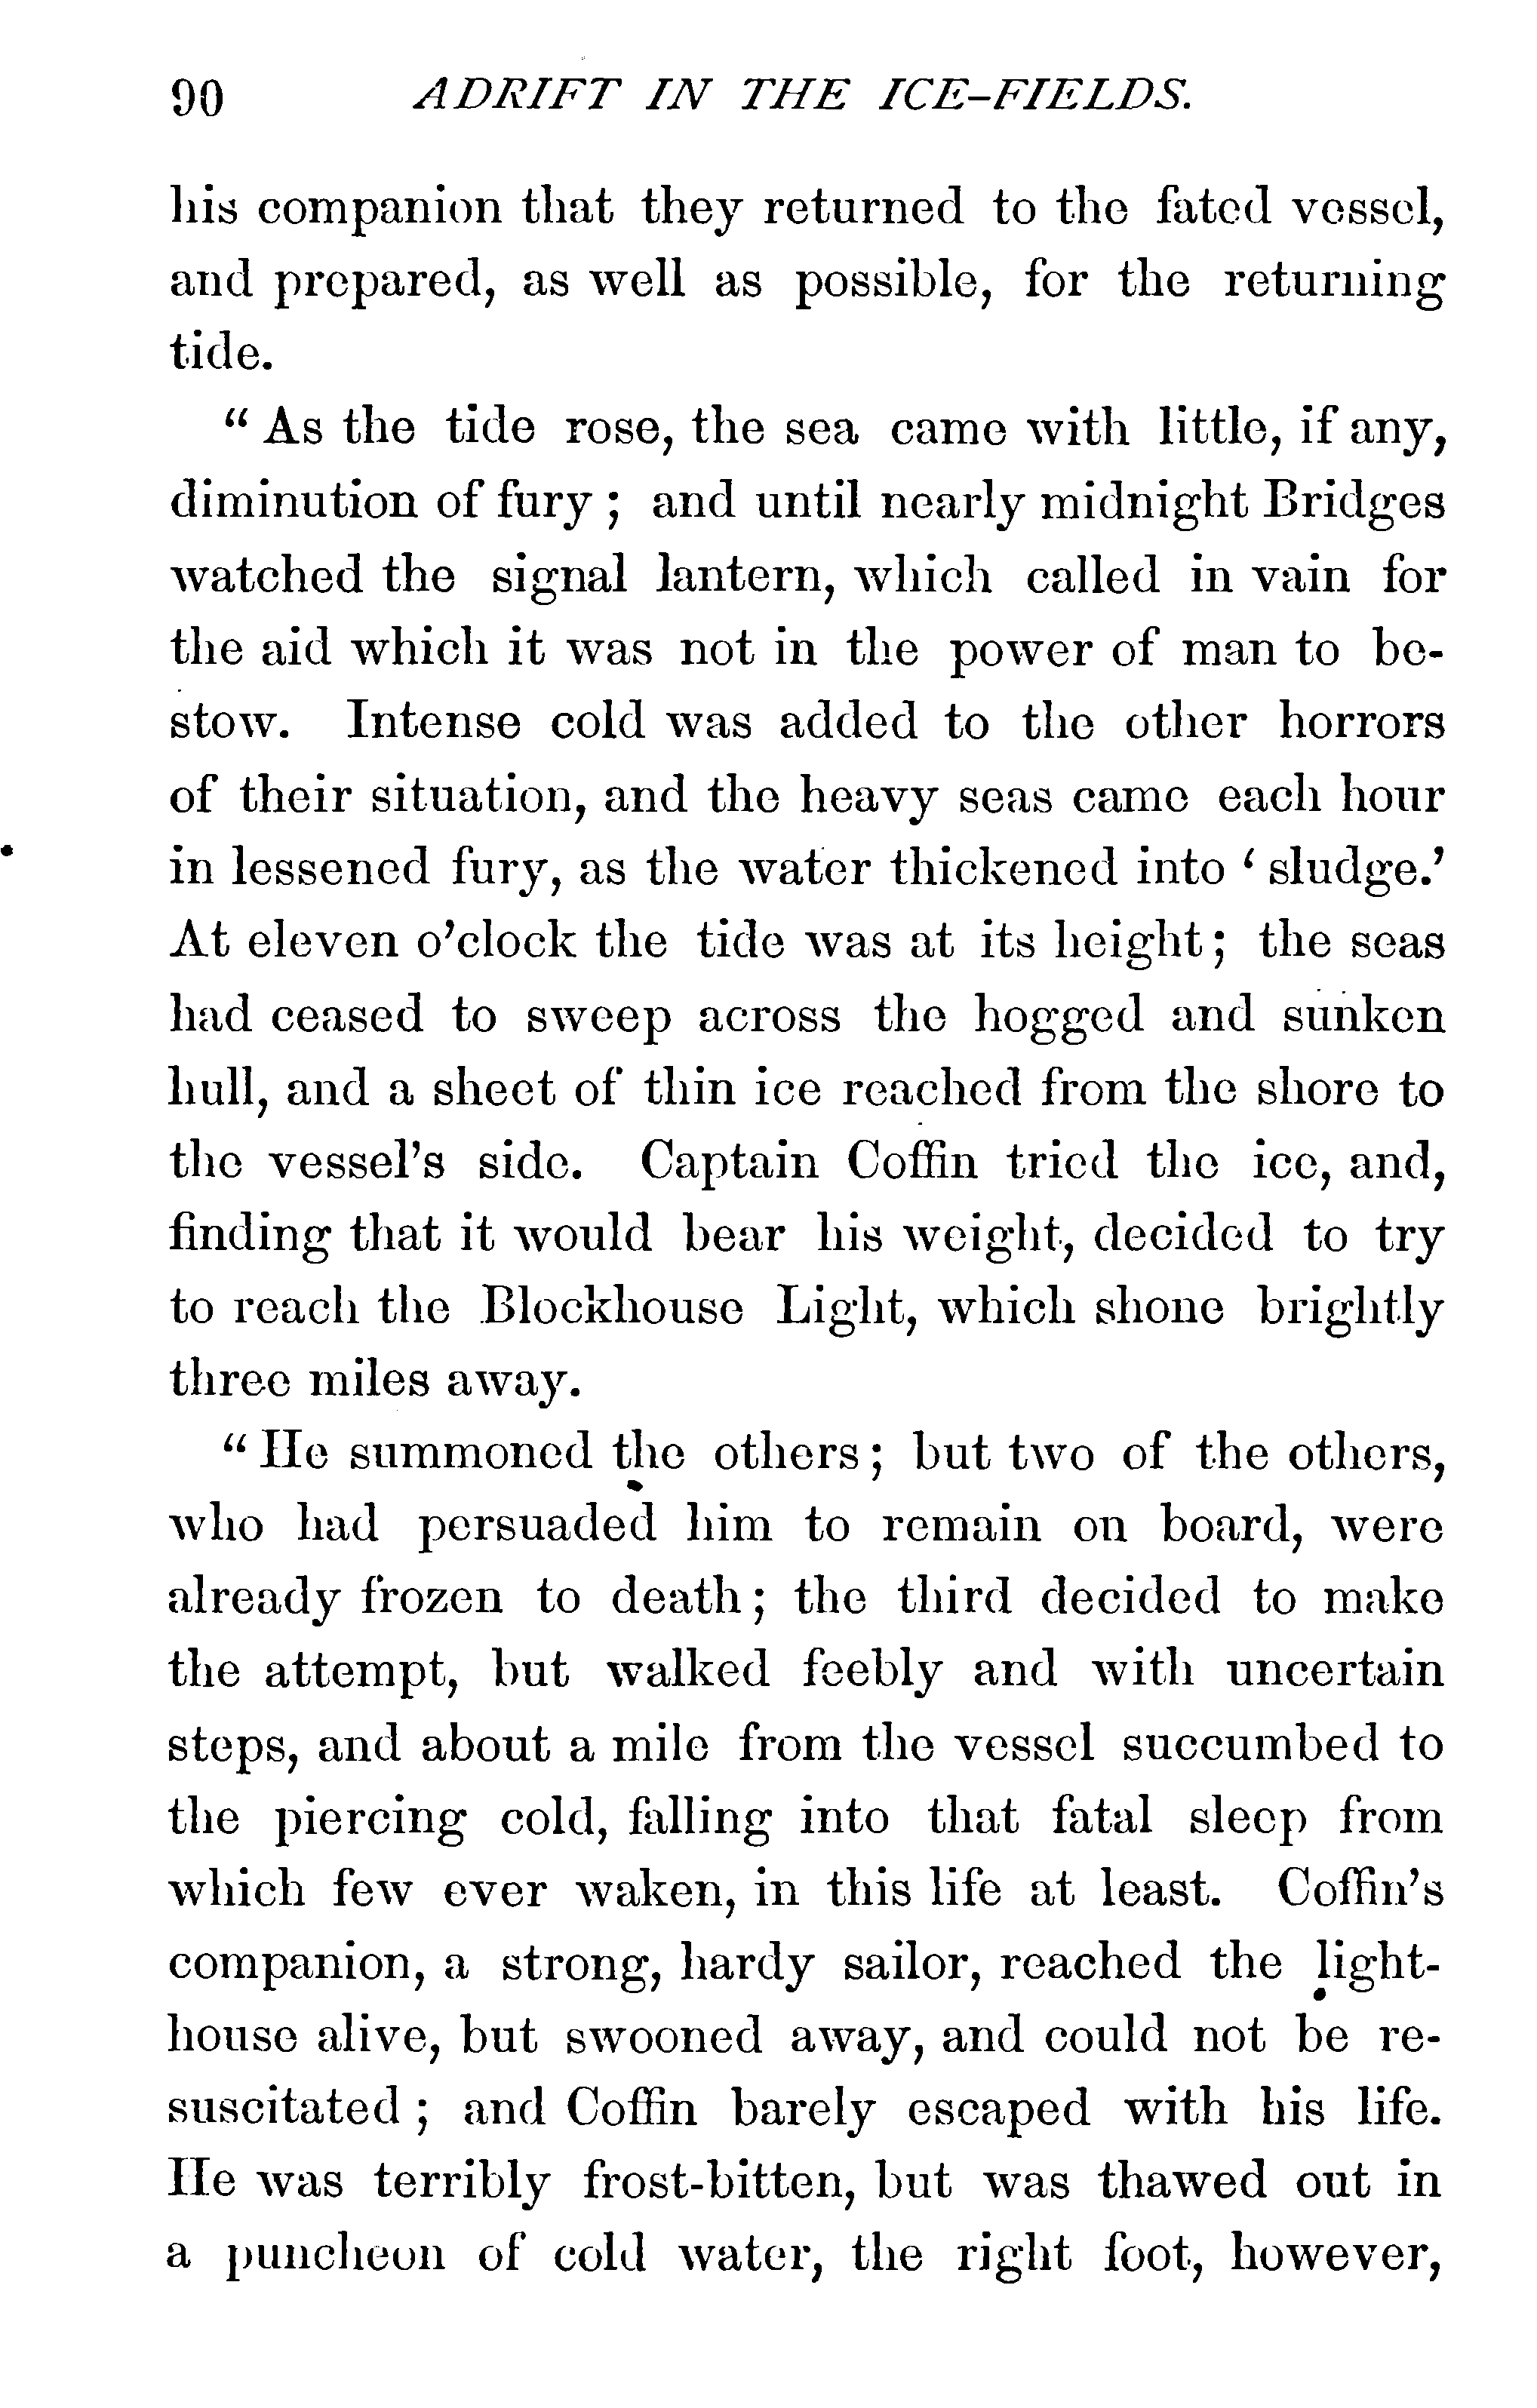 90 ADRIFT IN THE ICE-FIELDS.
his companion that they returned to the fated vessel,
and prepared, as well as possible, for the returning
tide.
“ As the tide rose, the sea came with little, if any,
diminution of fury ; and until nearly midnight Bridges
watched the signal lantern, which called in vain for
the aid which it was not in the power of man to be-
stow. Intense cold was added to the other horrors
of their situation, and the heavy seas came each hour
in lessened fury, as the water thickened into ‘ sludge.’
At eleven o’clock the tide was at its height ; the seas
had ceased to sweep across the hogged and sunken
hull, and a sheet of thin ice reached from the shore to
the vessel’s side. Captain Coffin tried the ice, and,
finding that it would bear his weight, decided to try
to reach the Blockhouse Light, which shone brightly
three miles away.
“ He summoned the others ; but two of the others,
who had persuaded him to remain on board, were
already frozen to death ; the third decided to make
the attempt, but walked feebly and with uncertain
steps, and about a mile from the vessel succumbed to
the piercing cold, falling into that fatal sleep from
which few ever waken, in this life at least. Coffin’s
companion, a strong, hardy sailor, reached the light-
house alive, but swooned away, and could not be re-
suscitated ; and Coffin barely escaped with his life.
He was terribly frost-bitten, but was thawed out in
a puncheon of cold water, the right foot, however,